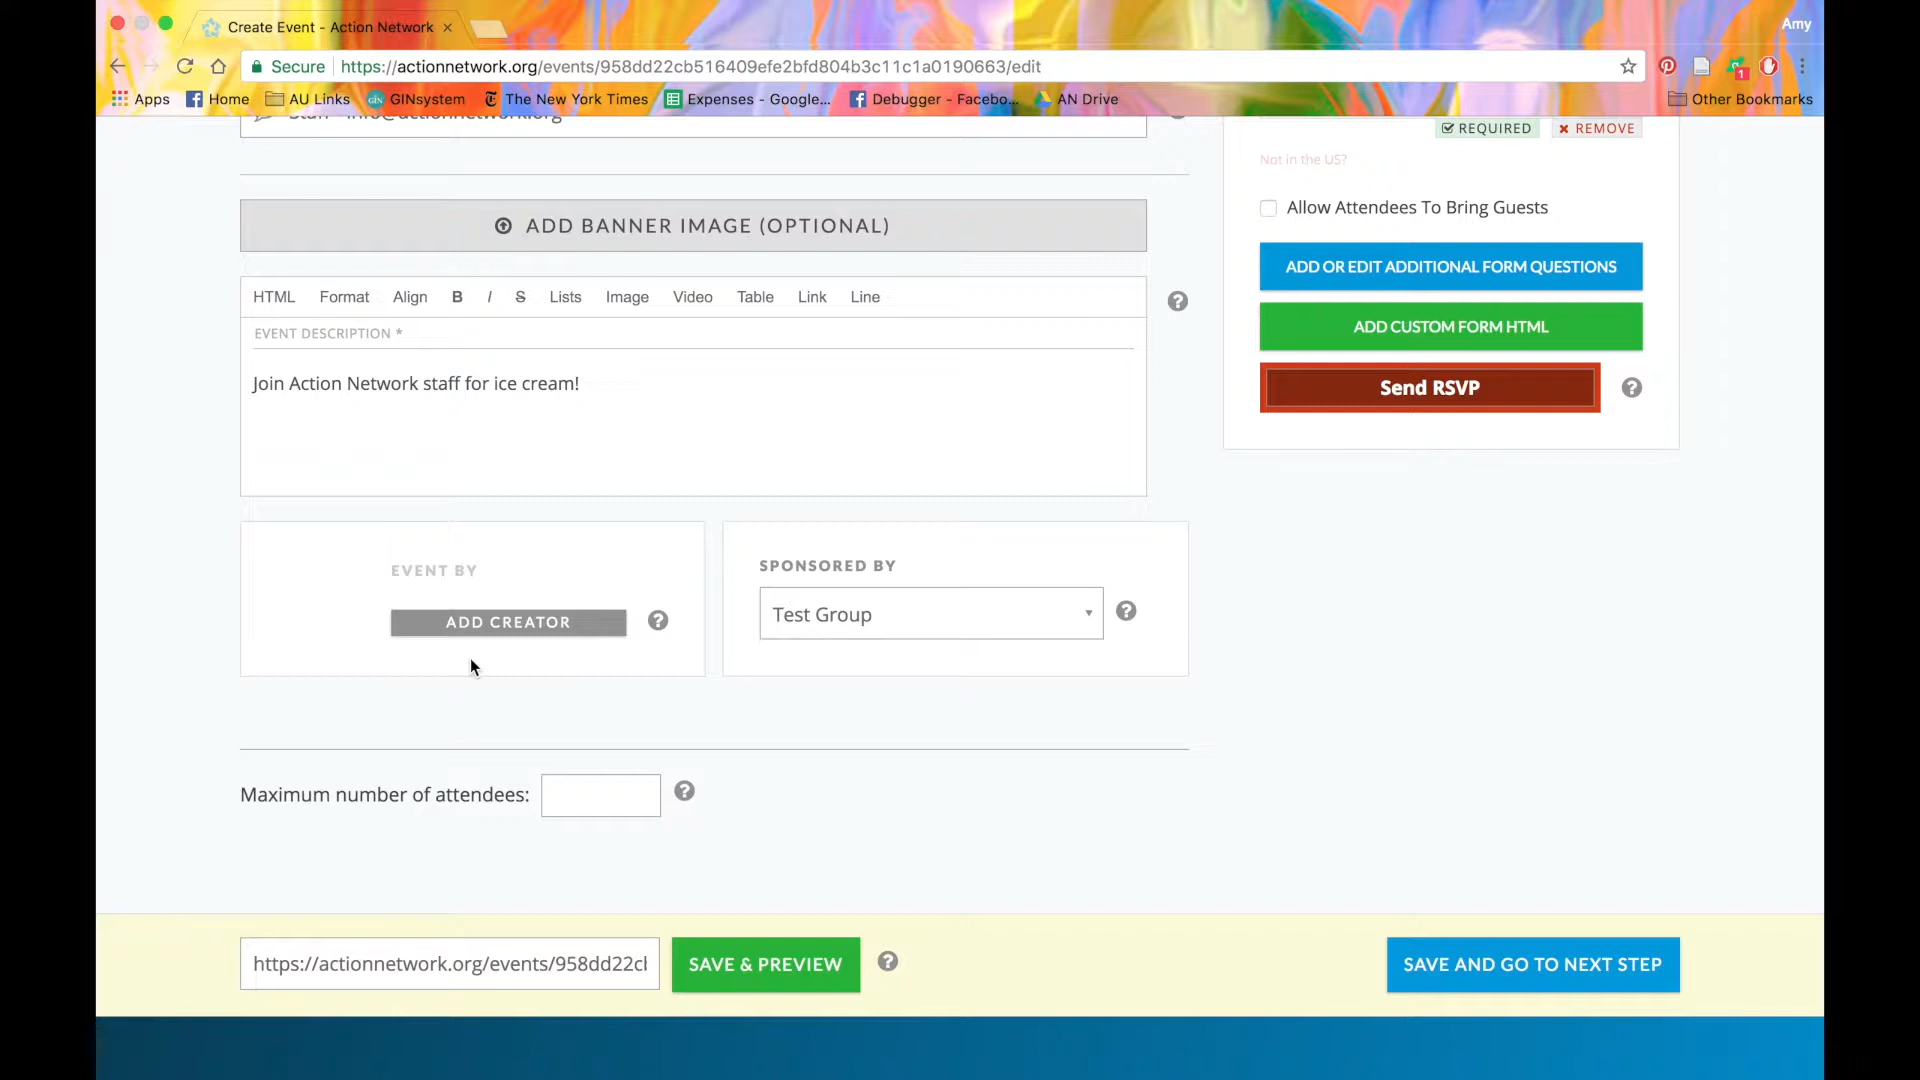 Create Event - Action Network
Amy
Secure
https://actionnetwork.org/events/958dd22cb516409efe2bfd804b3c11c1a0190663/edit
1
Apps Home AU Links GINsystem The New York Times Expenses - Google... Debugger - Facebo... AN Drive Other Bookmarks
Staff - info@actionnetwork.org
REQUIRED REMOVE
Not in the US?
Allow Attendees To Bring Guests
ADD OR EDIT ADDITIONAL FORM QUESTIONS
ADD CUSTOM FORM HTML
Send RSVP ?
ADD BANNER IMAGE (OPTIONAL)
HTML Format Align B I S Lists Image Video Table Link Line ?
EVENT DESCRIPTION *
Join Action Network staff for ice cream!
EVENT BY
ADD CREATOR ?
SPONSORED BY
Test Group ?
Maximum number of attendees: ?
https://actionnetwork.org/events/958dd22cl SAVE & PREVIEW ? SAVE AND GO TO NEXT STEP